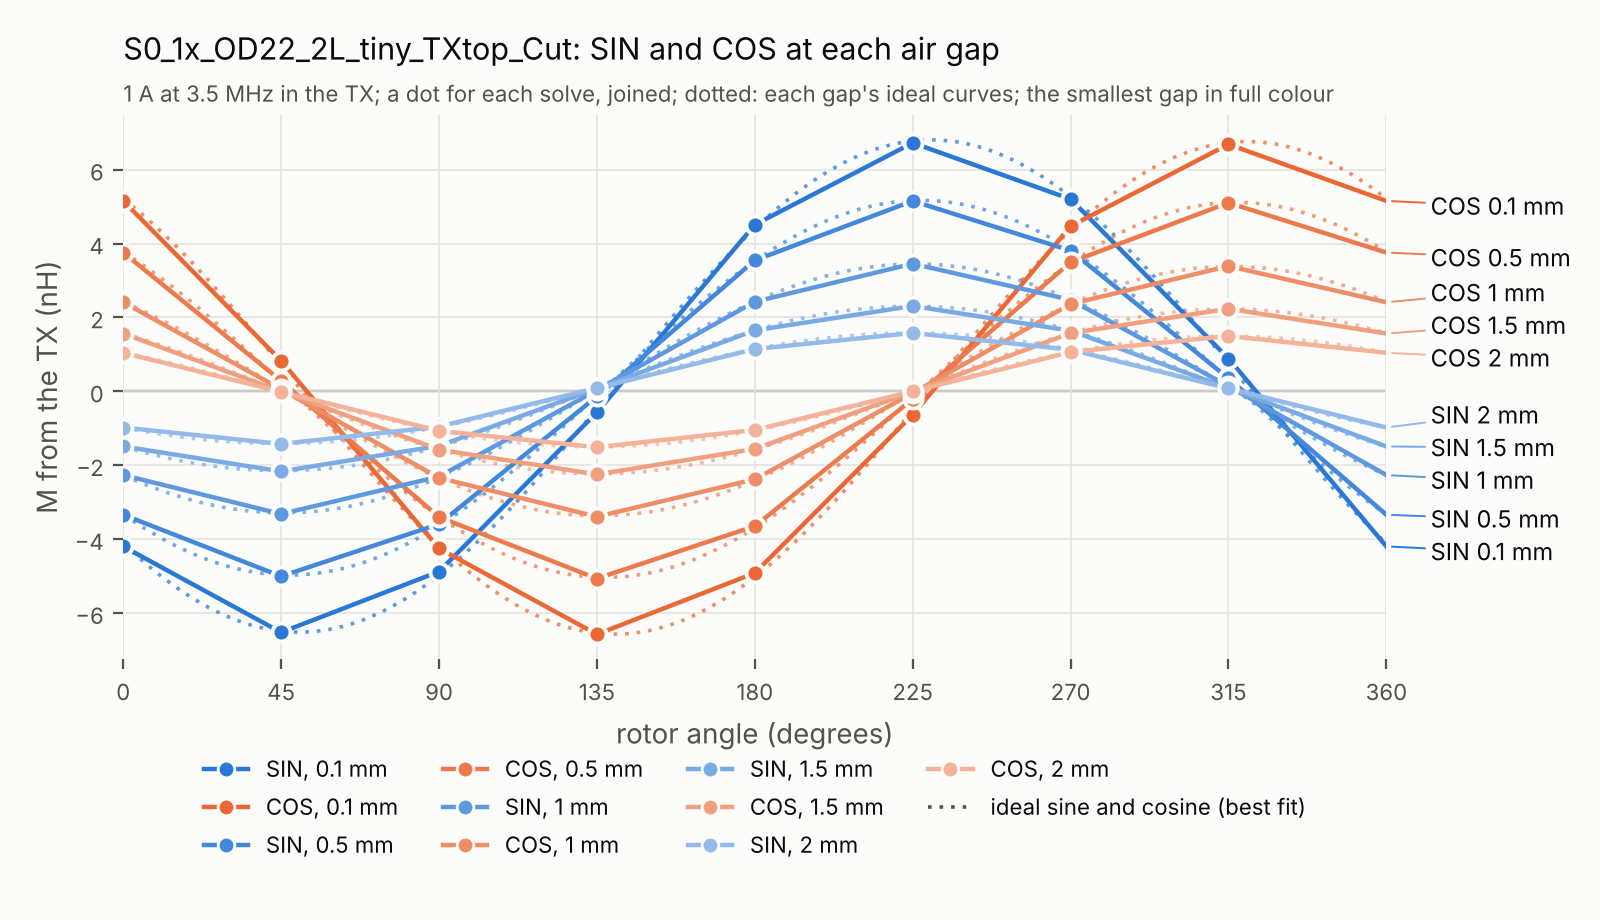 S0_1x_OD22_2L_tiny_TXtop_Cut: SIN and COS at each air gap
1 A at 3.5 MHz in the TX; a dot for each solve, joined; dotted: each gap's ideal curves; the smallest gap in full colour
M from the TX (nH)
6
4
2
0
−2
−4
−6
0 45 90 135 180 225 270 315 360
rotor angle (degrees)
COS 0.1 mm
COS 0.5 mm
COS 1 mm
COS 1.5 mm
COS 2 mm
SIN 2 mm
SIN 1.5 mm
SIN 1 mm
SIN 0.5 mm
SIN 0.1 mm
SIN, 0.1 mm
COS, 0.1 mm
SIN, 0.5 mm
COS, 0.5 mm
SIN, 1 mm
COS, 1 mm
SIN, 1.5 mm
COS, 1.5 mm
SIN, 2 mm
COS, 2 mm
ideal sine and cosine (best fit)